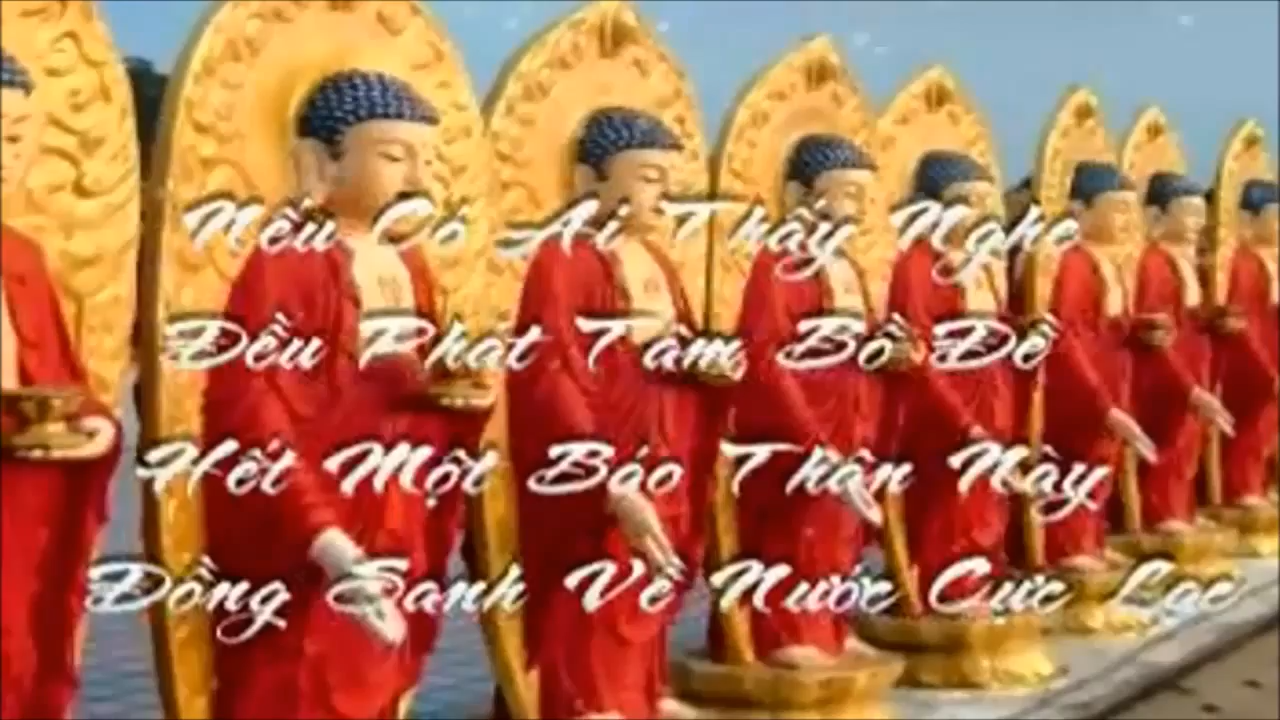 Nếu Có Ai Thấy Nghe
Đều Phát Tâm Bồ Đề
Hết Một Báo Thân Này
Đồng Sanh Về Nước Cực Lạc